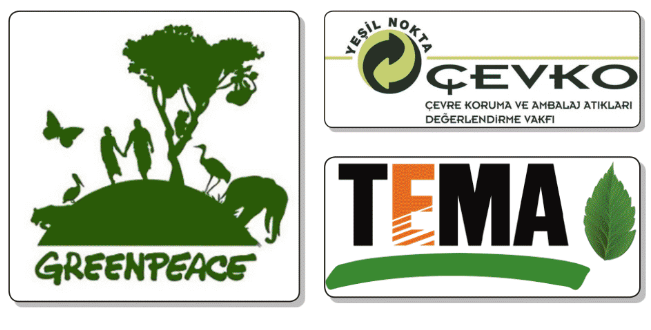 GREENPEACE
YEŞİL NOKTA
ÇEVKO
ÇEVRE KORUMA VE AMBALAJ ATIKLARI
DEĞERLENDİRME VAKFI
TEMA